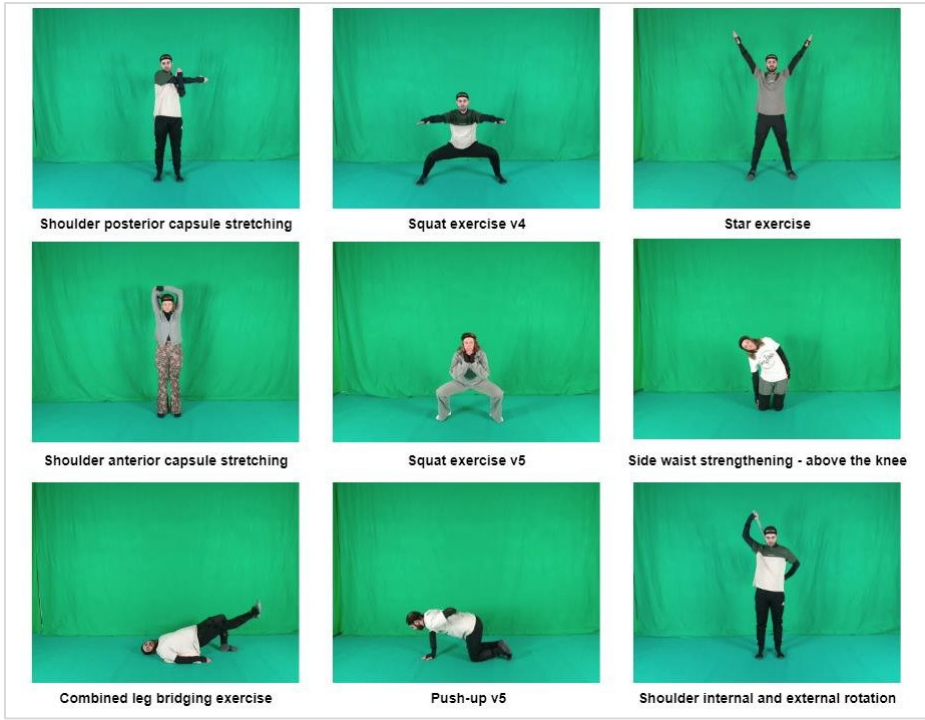 Shoulder posterior capsule stretching
Squat exercise v4
Star exercise
Shoulder anterior capsule stretching
Squat exercise v5
Side waist strengthening - above the knee
Combined leg bridging exercise
Push-up v5
Shoulder internal and external rotation